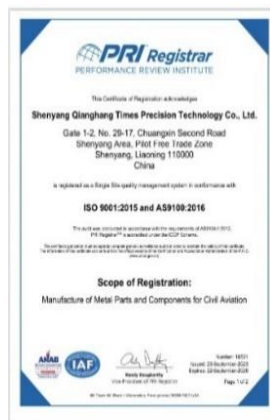 PRI Registrar
PERFORMANCE REVIEW INSTITUTE
This Certificate of Registration acknowledges
Shenyang Qianghang Times Precision Technology Co., Ltd.
Gate 1-2, No. 29-17, Chuangxin Second Road
Shenyang Area, Pilot Free Trade Zone
Shenyang, Liaoning 110000
China
is registered as a Single Site quality management system in conformance with
ISO 9001:2015 and AS9100:2016
Scope of Registration:
Manufacture of Metal Parts and Components for Civil Aviation
ANAB
IAF
Vice President of PRI Registrar
Page 1 of 2